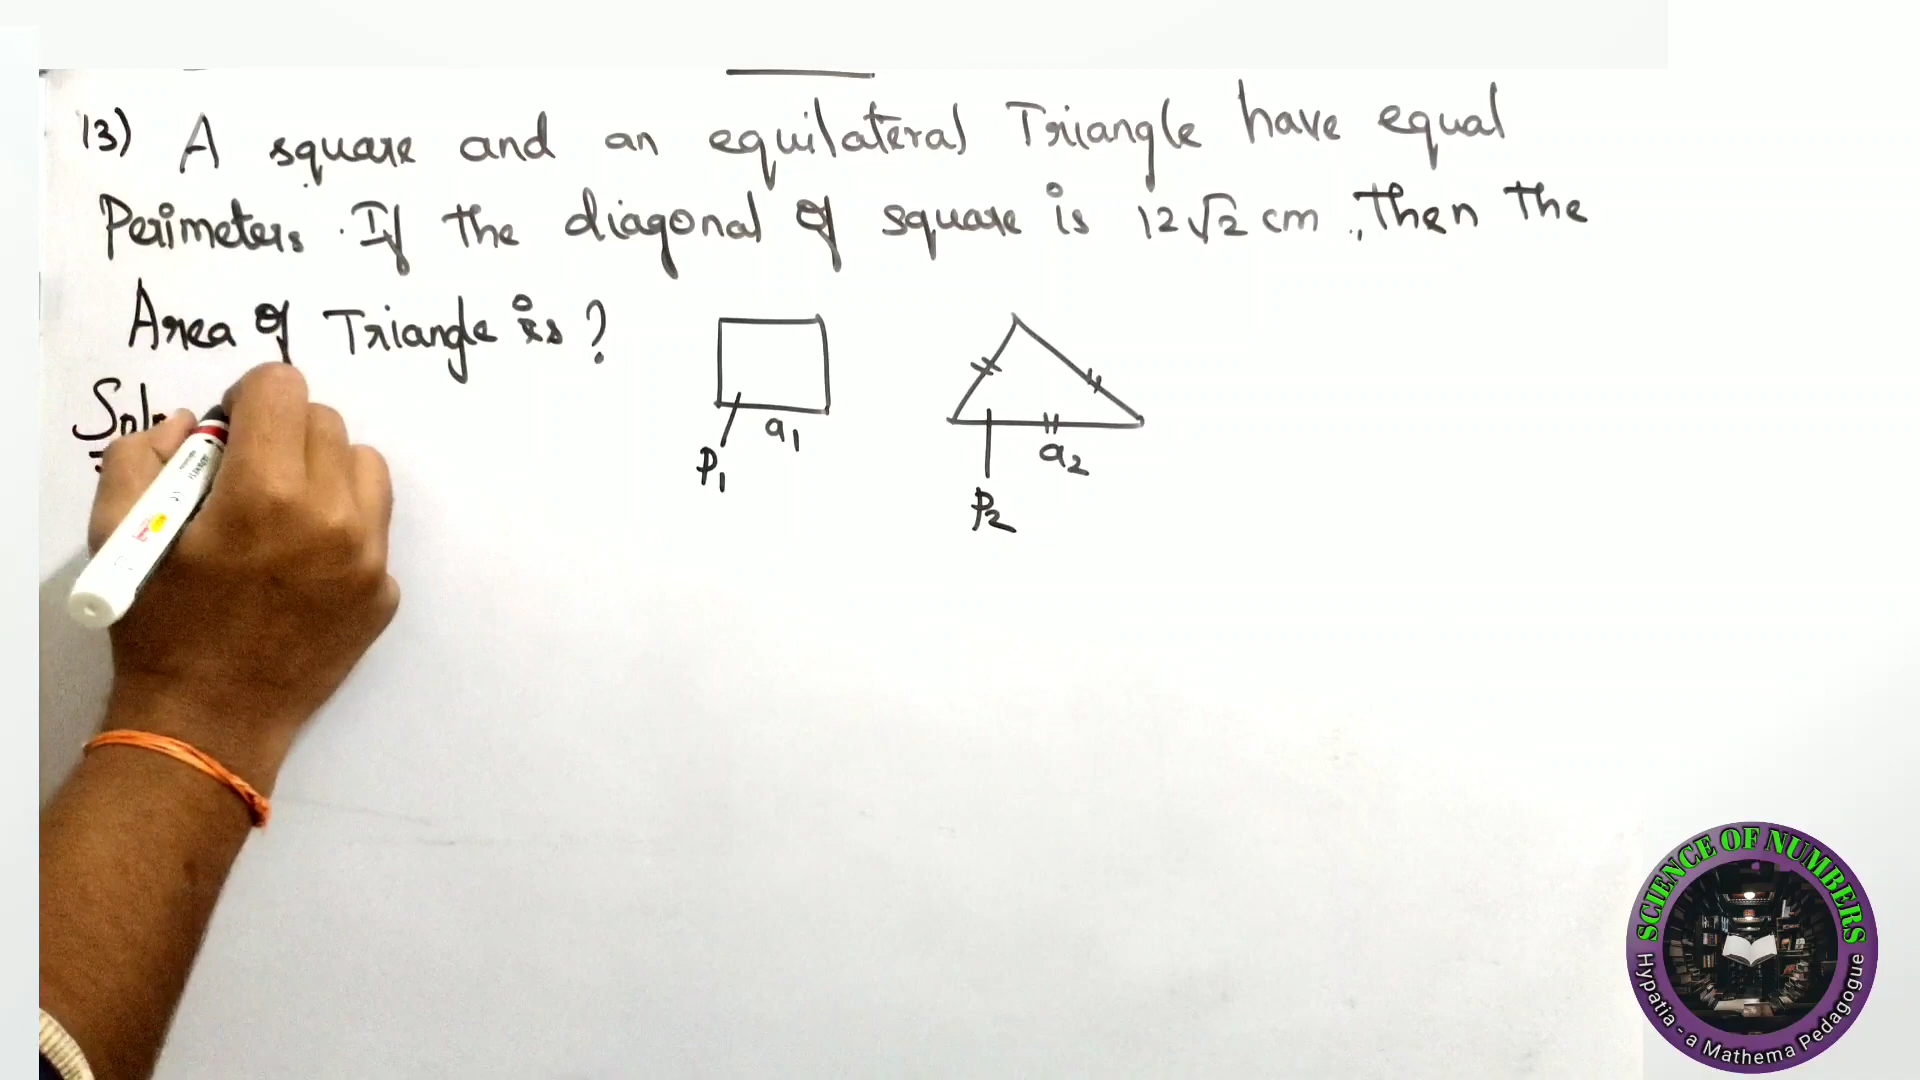 13) A square and an equilateral Triangle have equal
Perimeters. If the diagonal of square is 12√2 cm, Then the
Area of Triangle is?
Soln
a1
P1
a2
P2
SCIENCE OF NUMBERS
Hypatia - a Mathema Pedagogue